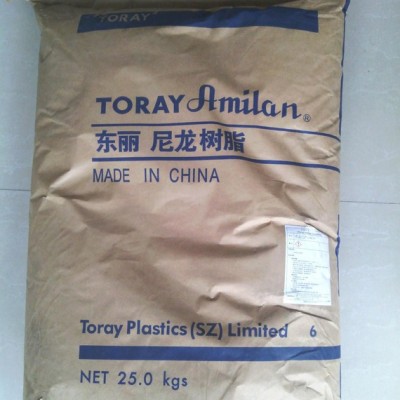 TORAY
TORAY Amilan®
东丽 尼龙树脂
MADE IN CHINA
Toray Plastics (SZ) Limited 6
NET 25.0 kgs